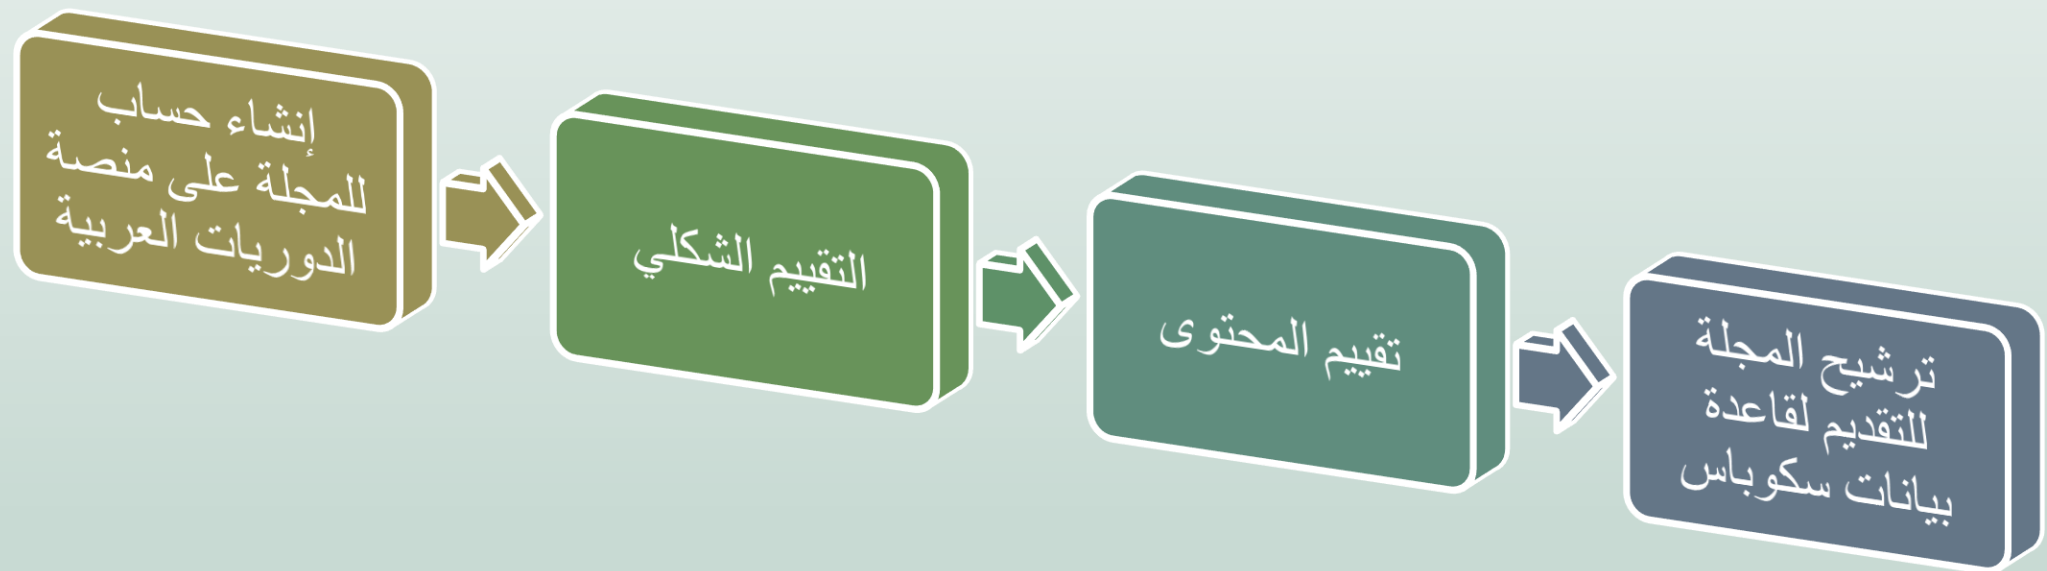 إنشاء حساب
للمجلة على منصة
الدوريات العربية
التقييم الشكلي
تقييم المحتوى
ترشيح المجلة
للتقديم لقاعدة
بيانات سكوباس